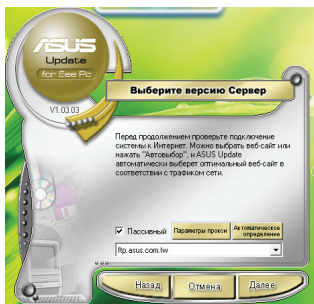 ASUS
Update
for Eee Pc
V1.03.03
Выберите версию Сервер
Перед продолжением проверьте подключение
системы к Интернет. Можно выбрать веб-сайт или
нажать "Автовыбор", и ASUS Update
автоматически выберет оптимальный веб-сайт в
соответствии с трафиком сети.
Пассивный
Параметры прокси
Автоматическое
определение
ftp.asus.com.tw
Назад
Отмена
Далее